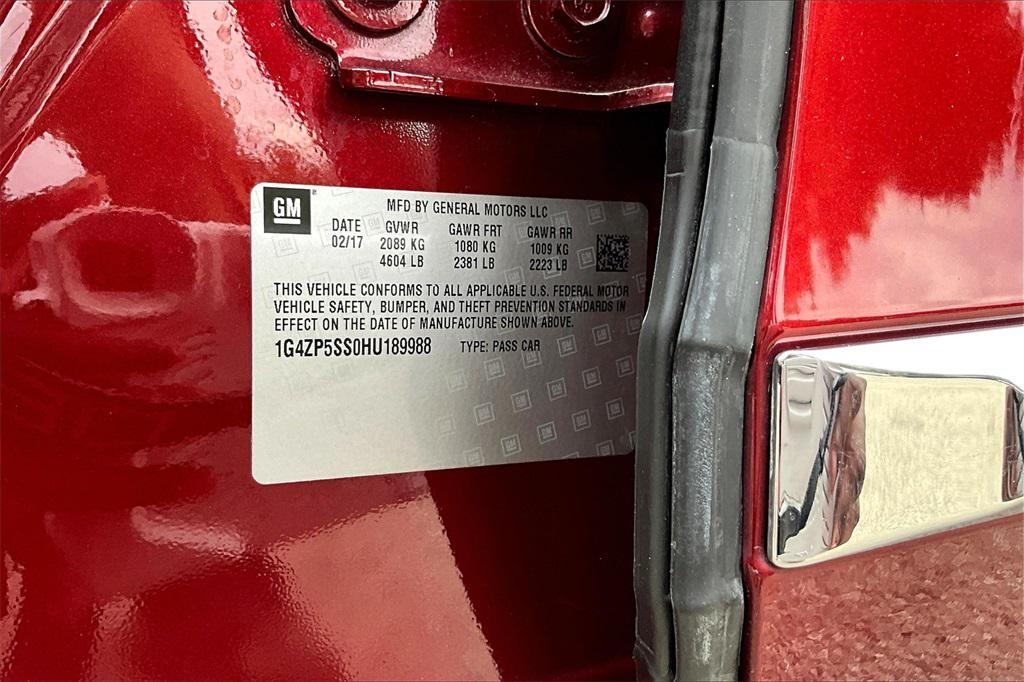 GM
MFD BY GENERAL MOTORS LLC
DATE GVWR GAWR FRT GAWR RR
02/17 2089 KG 1080 KG 1009 KG
4604 LB 2381 LB 2223 LB
THIS VEHICLE CONFORMS TO ALL APPLICABLE U.S. FEDERAL MOTOR
VEHICLE SAFETY, BUMPER, AND THEFT PREVENTION STANDARDS IN
EFFECT ON THE DATE OF MANUFACTURE SHOWN ABOVE.
1G4ZP5SS0HU189988 TYPE: PASS CAR